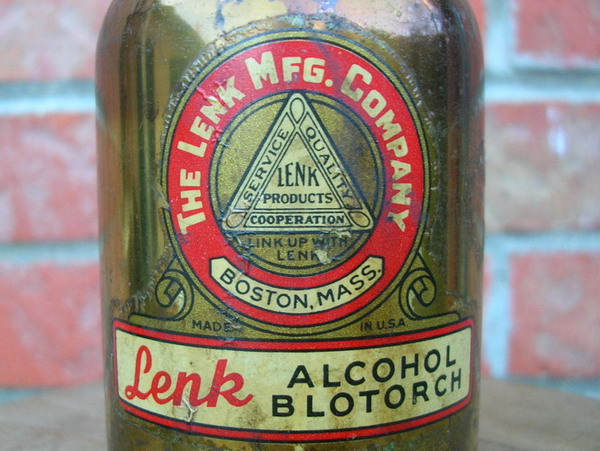 THE LENK MFG. COMPANY
SERVICE
QUALITY
LENK
PRODUCTS
COOPERATION
LINK UP WITH
LENK
BOSTON, MASS.
MADE IN U.S.A.
Lenk ALCOHOL
BLOTORCH